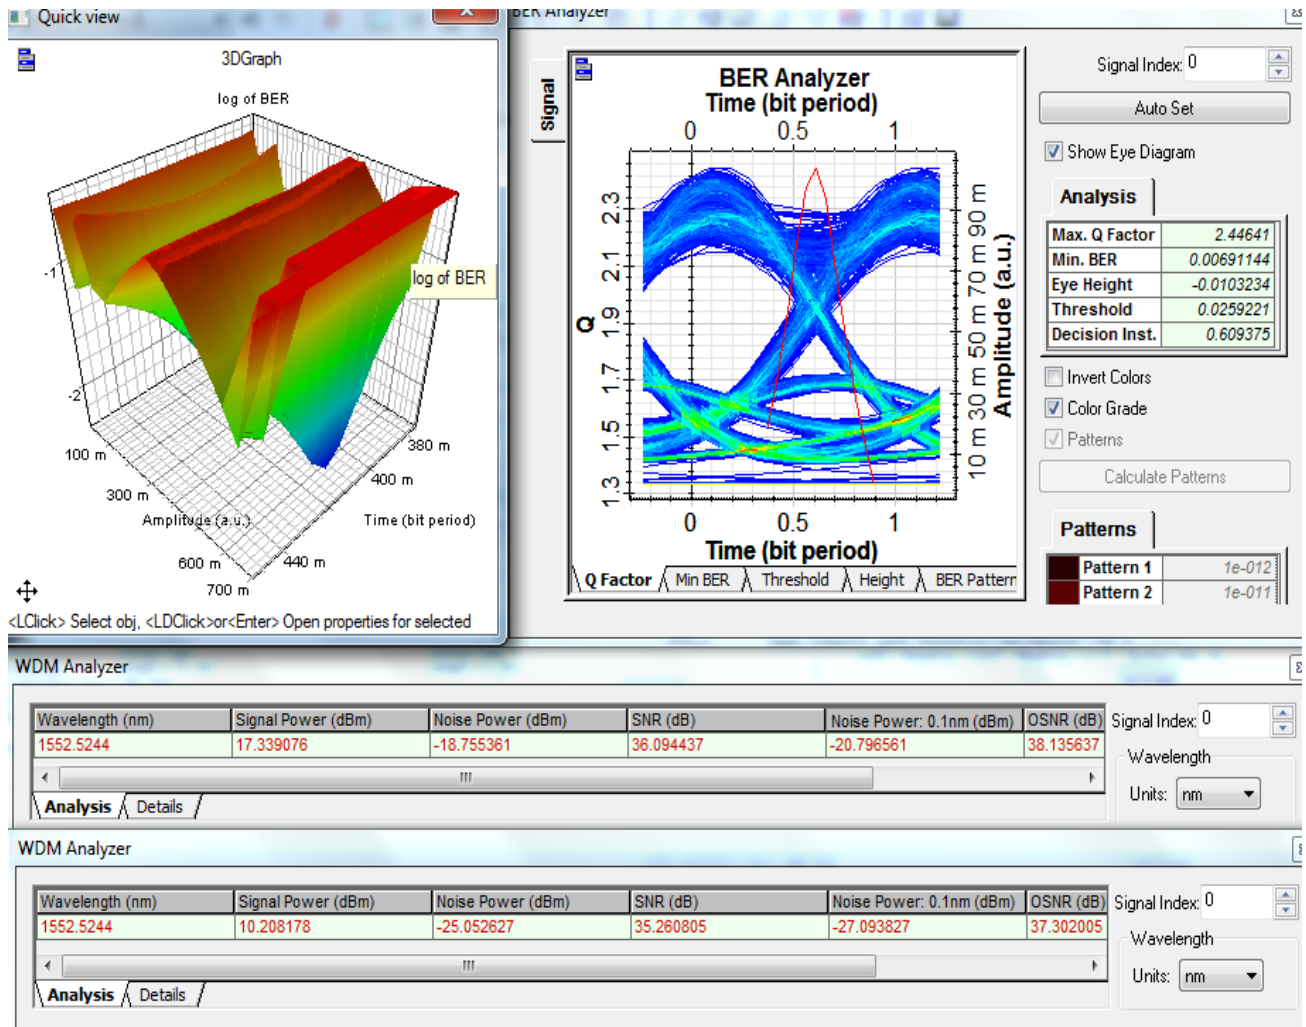 Quick view
3DGraph
log of BER
-1
-2
log of BER
100 m
300 m
600 m
700 m
Amplitude (a.u.)
380 m
400 m
440 m
Time (bit period)
<LClick> Select obj, <LDClick>or<Enter> Open properties for selected
BER Analyzer
Signal
BER Analyzer
Time (bit period)
0 0.5 1
Q
2.3
2.1
1.9
1.7
1.5
1.3
Amplitude (a.u.)
90 m
70 m
50 m
30 m
10 m
0 0.5 1
Time (bit period)
Q Factor Min BER Threshold Height BER Pattern
Signal Index: 0
Auto Set
Show Eye Diagram
Analysis
Max. Q Factor 2.44641
Min. BER 0.00691144
Eye Height -0.0103234
Threshold 0.0259221
Decision Inst. 0.609375
Invert Colors
Color Grade
Patterns
Calculate Patterns
Patterns
Pattern 1 1e-012
Pattern 2 1e-011
WDM Analyzer
Wavelength (nm) Signal Power (dBm) Noise Power (dBm) SNR (dB) Noise Power: 0.1nm (dBm) OSNR (dB)
1552.5244 17.339076 -18.755361 36.094437 -20.796561 38.135637
Analysis Details
Signal Index: 0
Wavelength
Units: nm
WDM Analyzer
Wavelength (nm) Signal Power (dBm) Noise Power (dBm) SNR (dB) Noise Power: 0.1nm (dBm) OSNR (dB)
1552.5244 10.208178 -25.052627 35.260805 -27.093827 37.302005
Analysis Details
Signal Index: 0
Wavelength
Units: nm